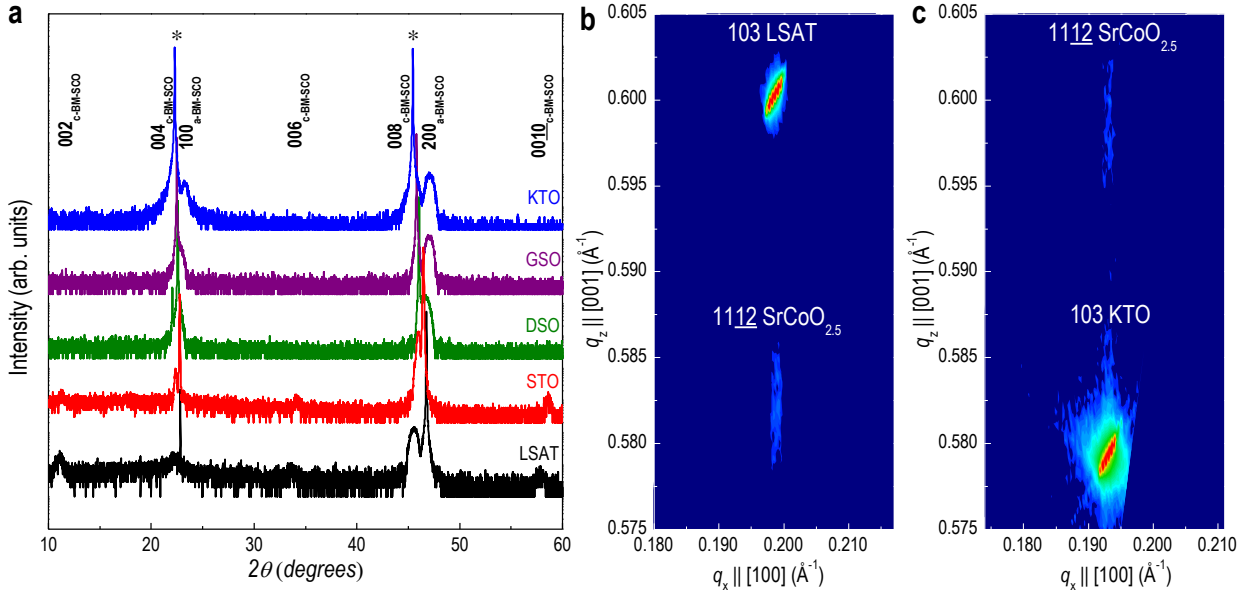 a
* *
002c-BM-SCO
004c-BM-SCO
100a-BM-SCO
006c-BM-SCO
008c-BM-SCO
200a-BM-SCO
0010c-BM-SCO
KTO
GSO
DSO
STO
LSAT
Intensity (arb. units)
10 20 30 40 50 60
2θ (degrees)
b
0.605
0.600
0.595
0.590
0.585
0.580
0.575
qz || [001] (Å-1)
103 LSAT
1112 SrCoO2.5
0.180 0.190 0.200 0.210
qx || [100] (Å-1)
c
0.605
0.600
0.595
0.590
0.585
0.580
0.575
qz || [001] (Å-1)
1112 SrCoO2.5
103 KTO
0.180 0.190 0.200 0.210
qx || [100] (Å-1)